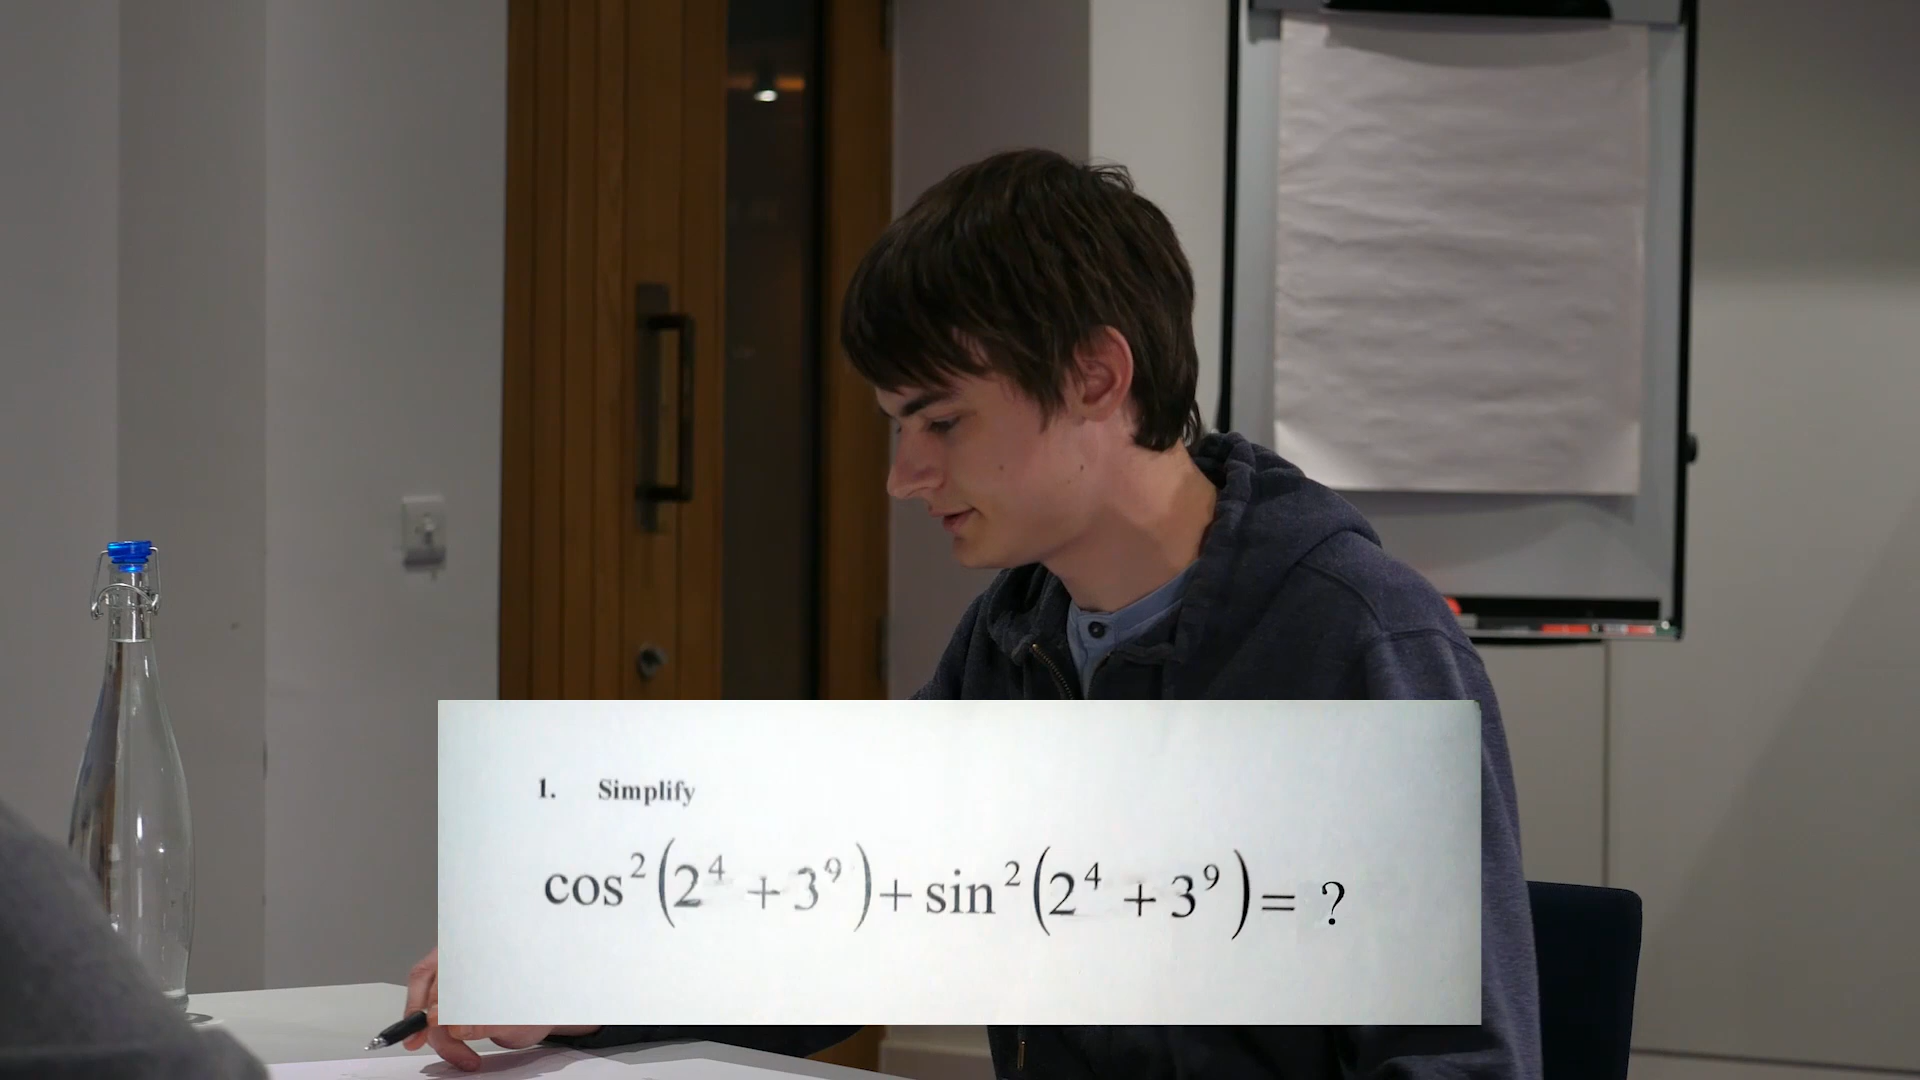 1. Simplify
cos²(2⁴ + 3⁹) + sin²(2⁴ + 3⁹) = ?